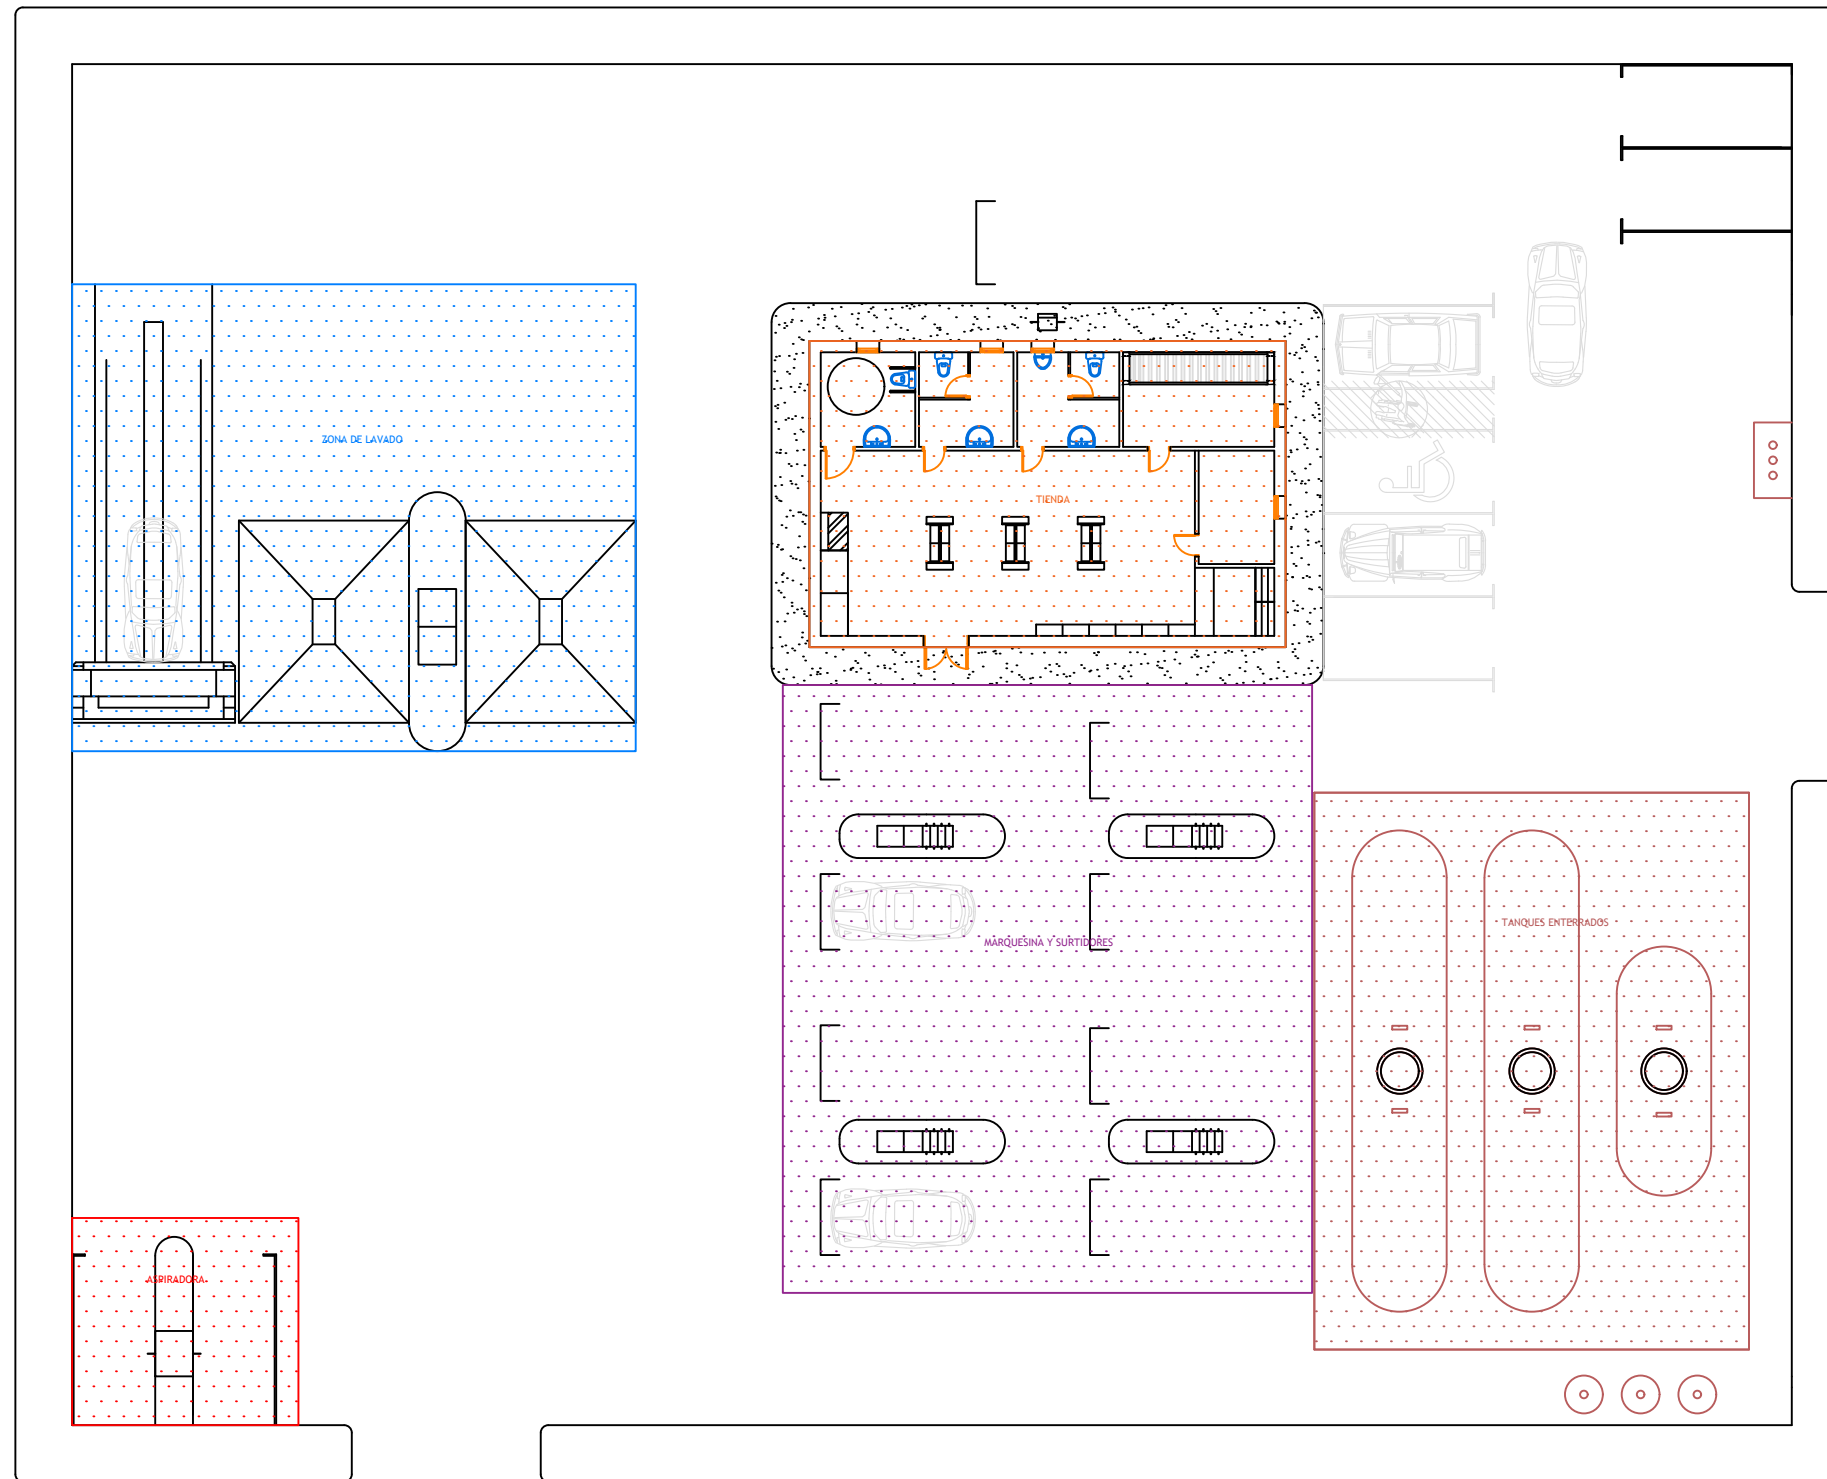 ZONA DE LAVADO
TIENDA
TANQUES ENTERRADOS
MARQUESINA Y SURTIDORES
ASPIRADORA